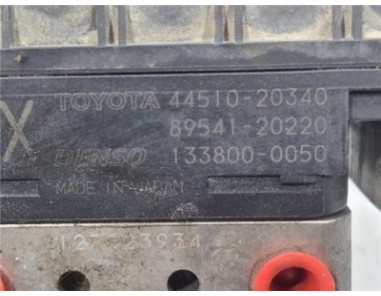 TOYOTA 44510-20340
89541-20220
X
DENSO 133800-0050
MADE IN JAPAN